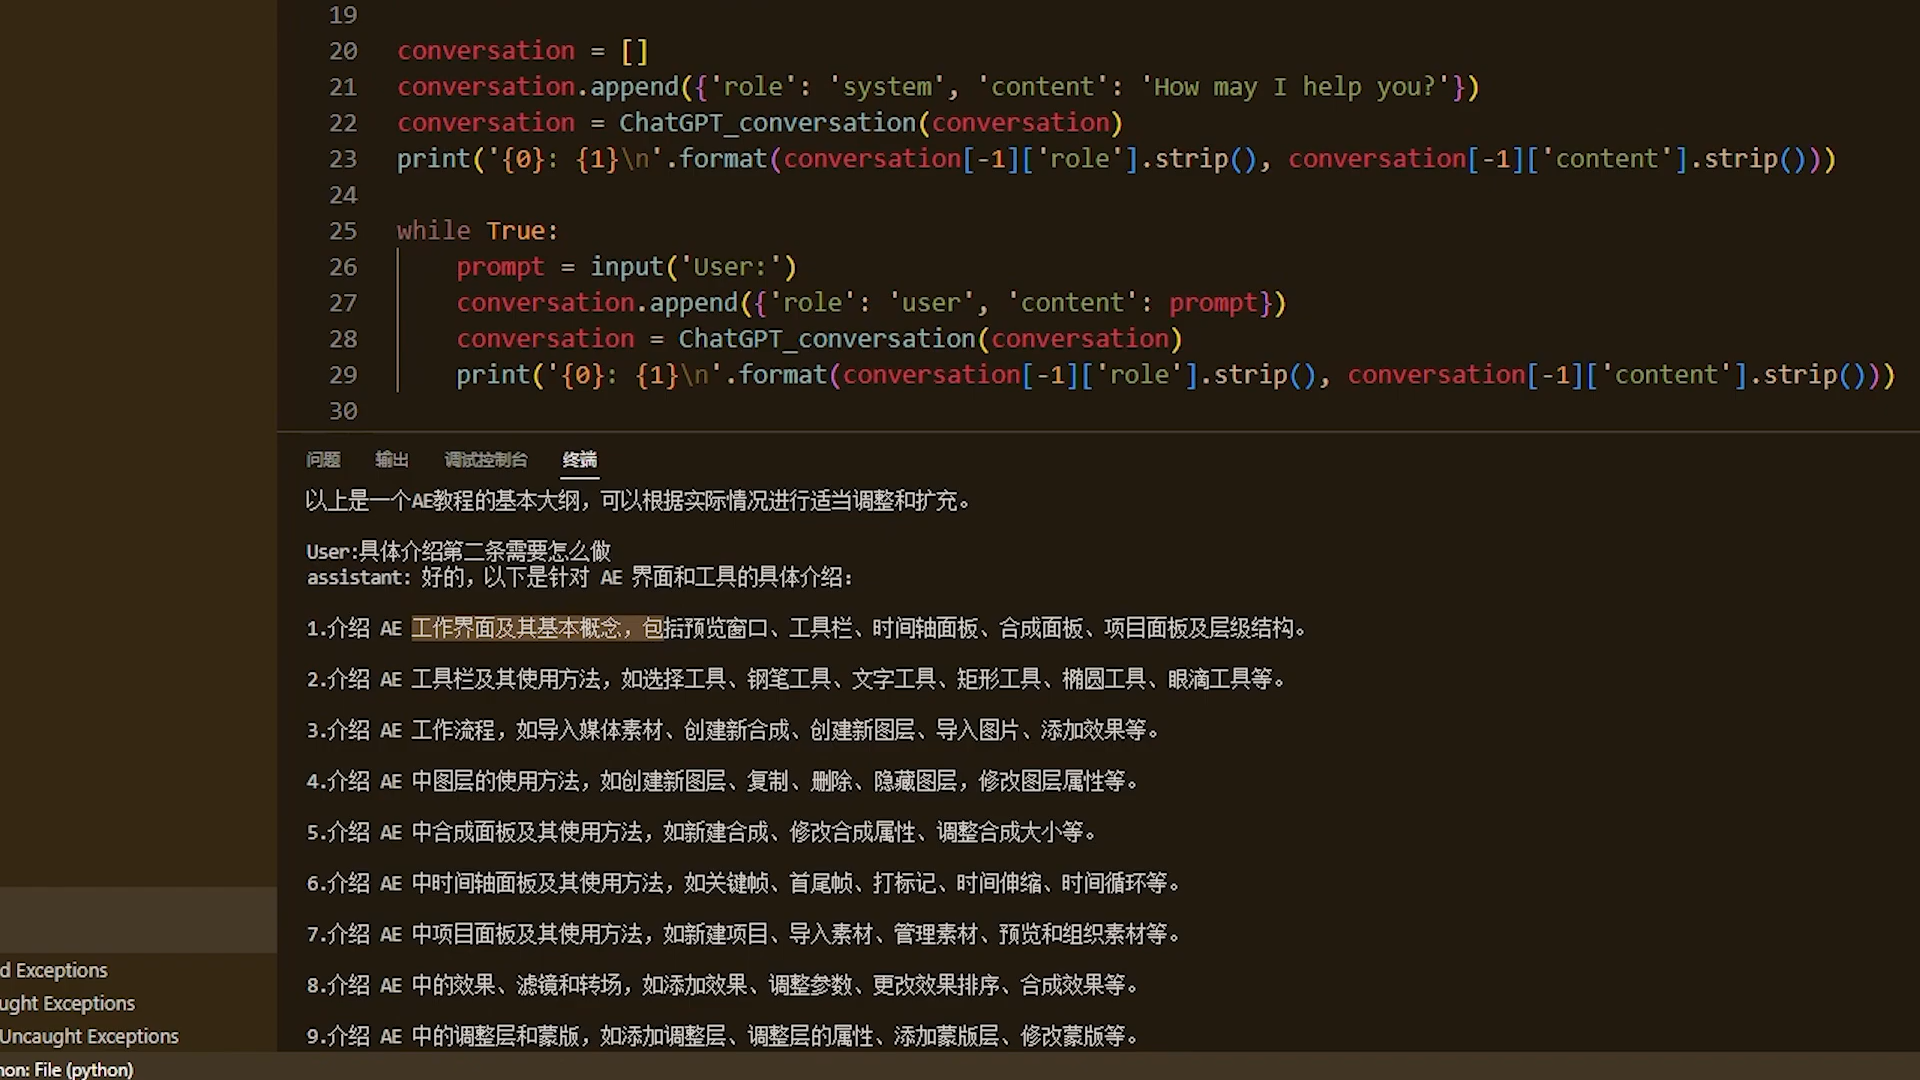 19
20 conversation = []
21 conversation.append({'role': 'system', 'content': 'How may I help you?'})
22 conversation = ChatGPT_conversation(conversation)
23 print('{0}: {1}\n'.format(conversation[-1]['role'].strip(), conversation[-1]['content'].strip()))
24
25 while True:
26     prompt = input('User:')
27     conversation.append({'role': 'user', 'content': prompt})
28     conversation = ChatGPT_conversation(conversation)
29     print('{0}: {1}\n'.format(conversation[-1]['role'].strip(), conversation[-1]['content'].strip()))
30
问题 输出 调试控制台 终端
以上是一个AE教程的基本大纲，可以根据实际情况进行适当调整和扩充。
User:具体介绍第二条需要怎么做
assistant: 好的，以下是针对 AE 界面和工具的具体介绍：
1.介绍 AE 工作界面及其基本概念，包括预览窗口、工具栏、时间轴面板、合成面板、项目面板及层级结构。
2.介绍 AE 工具栏及其使用方法，如选择工具、钢笔工具、文字工具、矩形工具、椭圆工具、眼滴工具等。
3.介绍 AE 工作流程，如导入媒体素材、创建新合成、创建新图层、导入图片、添加效果等。
4.介绍 AE 中图层的使用方法，如创建新图层、复制、删除、隐藏图层，修改图层属性等。
5.介绍 AE 中合成面板及其使用方法，如新建合成、修改合成属性、调整合成大小等。
6.介绍 AE 中时间轴面板及其使用方法，如关键帧、首尾帧、打标记、时间伸缩、时间循环等。
7.介绍 AE 中项目面板及其使用方法，如新建项目、导入素材、管理素材、预览和组织素材等。
8.介绍 AE 中的效果、滤镜和转场，如添加效果、调整参数、更改效果排序、合成效果等。
9.介绍 AE 中的调整层和蒙版，如添加调整层、调整层的属性、添加蒙版层、修改蒙版等。
d Exceptions
ught Exceptions
Uncaught Exceptions
hon: File (python)